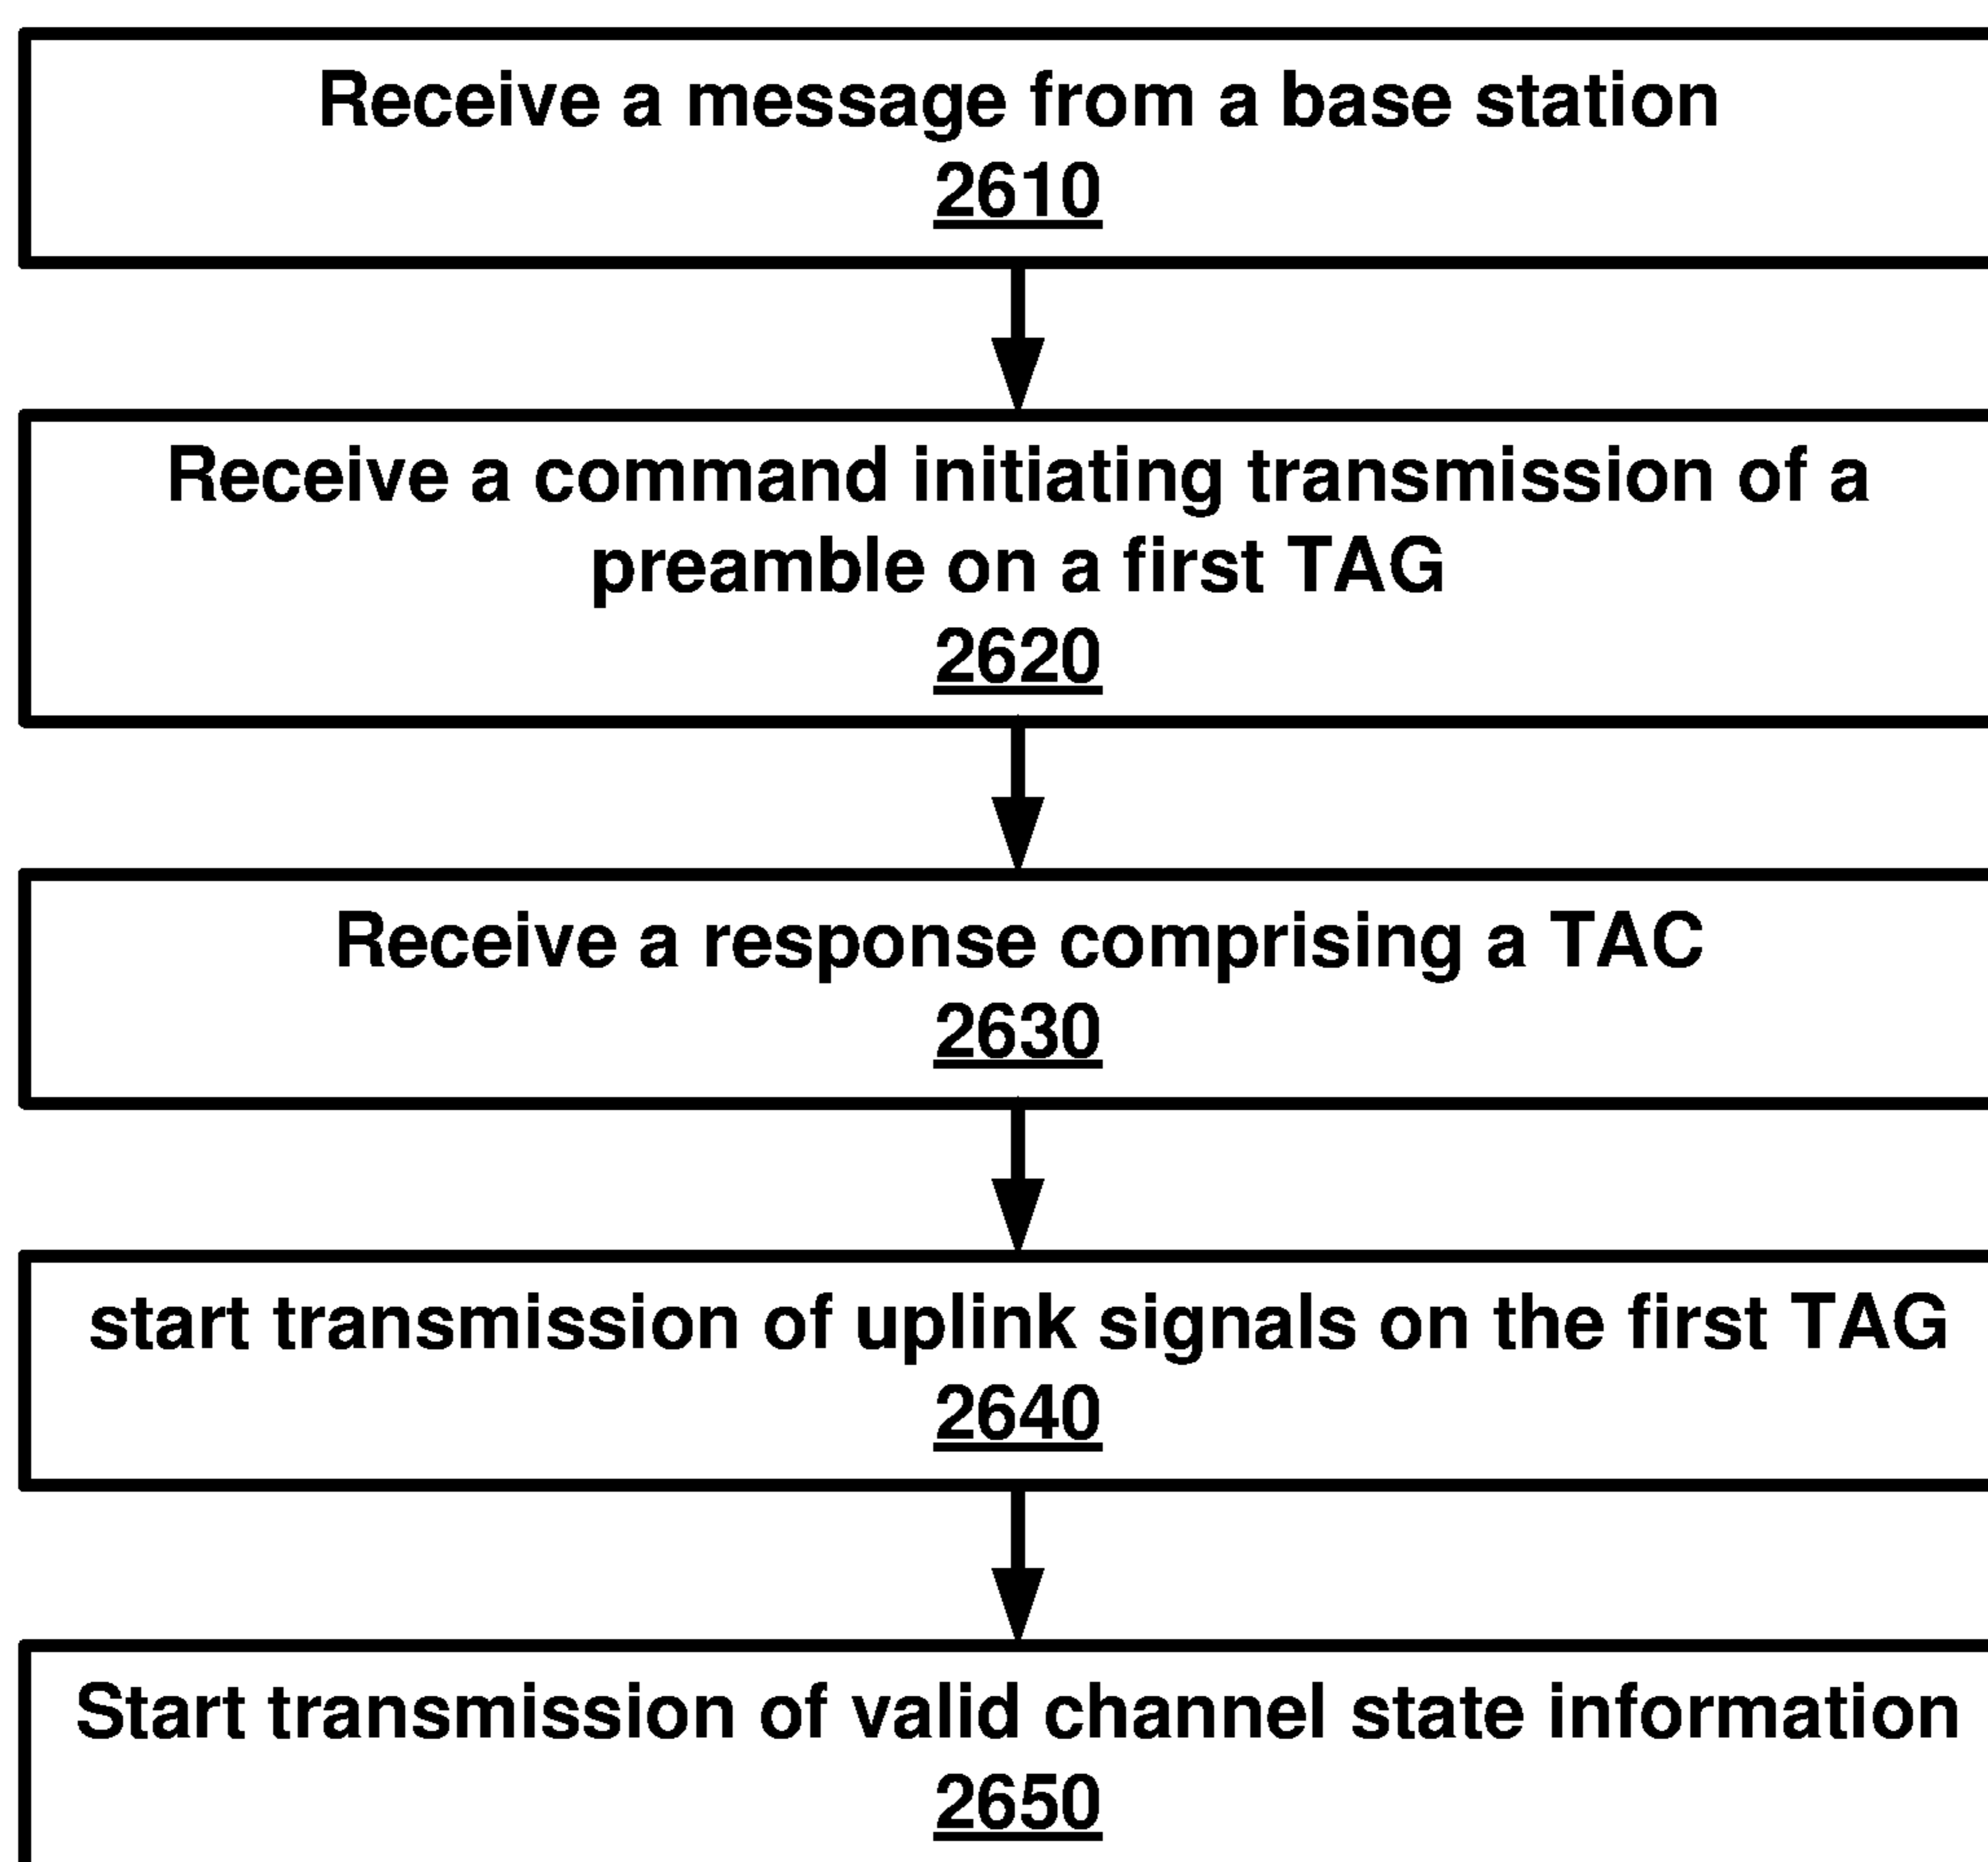 Receive a message from a base station
2610
Receive a command initiating transmission of a
preamble on a first TAG
2620
Receive a response comprising a TAC
2630
start transmission of uplink signals on the first TAG
2640
Start transmission of valid channel state information
2650